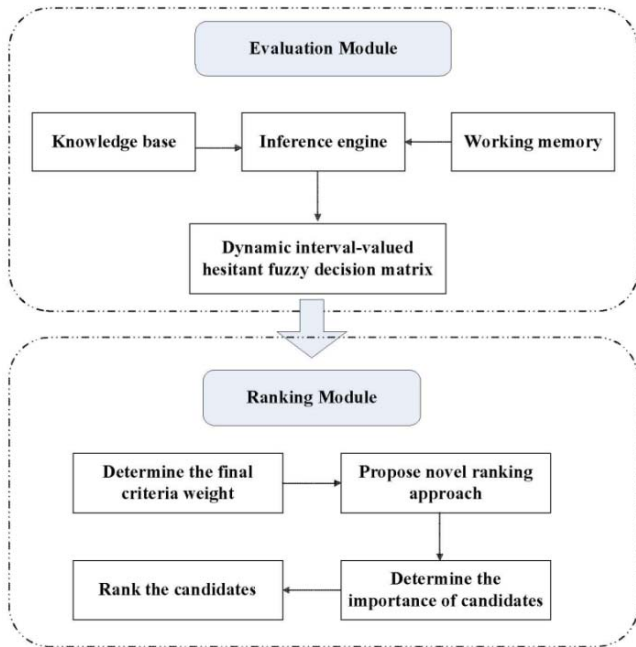 Evaluation Module
Knowledge base
Inference engine
Working memory
Dynamic interval-valued
hesitant fuzzy decision matrix
Ranking Module
Determine the final
criteria weight
Propose novel ranking
approach
Rank the candidates
Determine the
importance of candidates